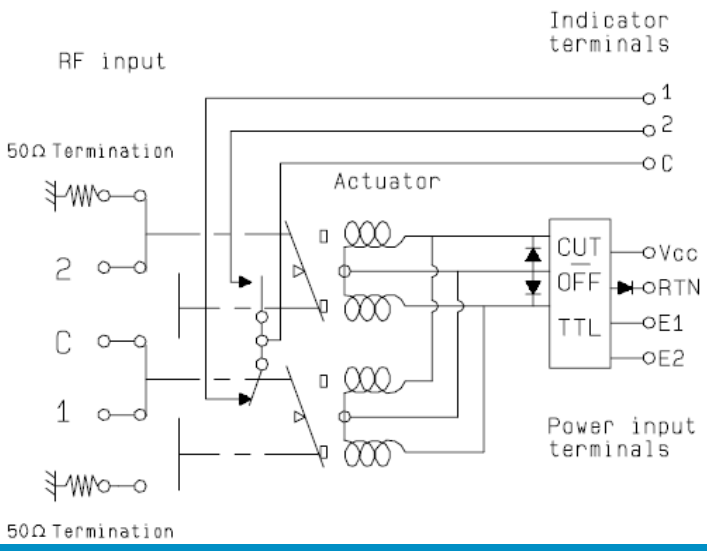 Indicator
terminals
RF input
1
2
50Ω Termination
C
Actuator
CUT
OFF
TTL
Vcc
RTN
E1
E2
2
C
1
Power input
terminals
50Ω Termination